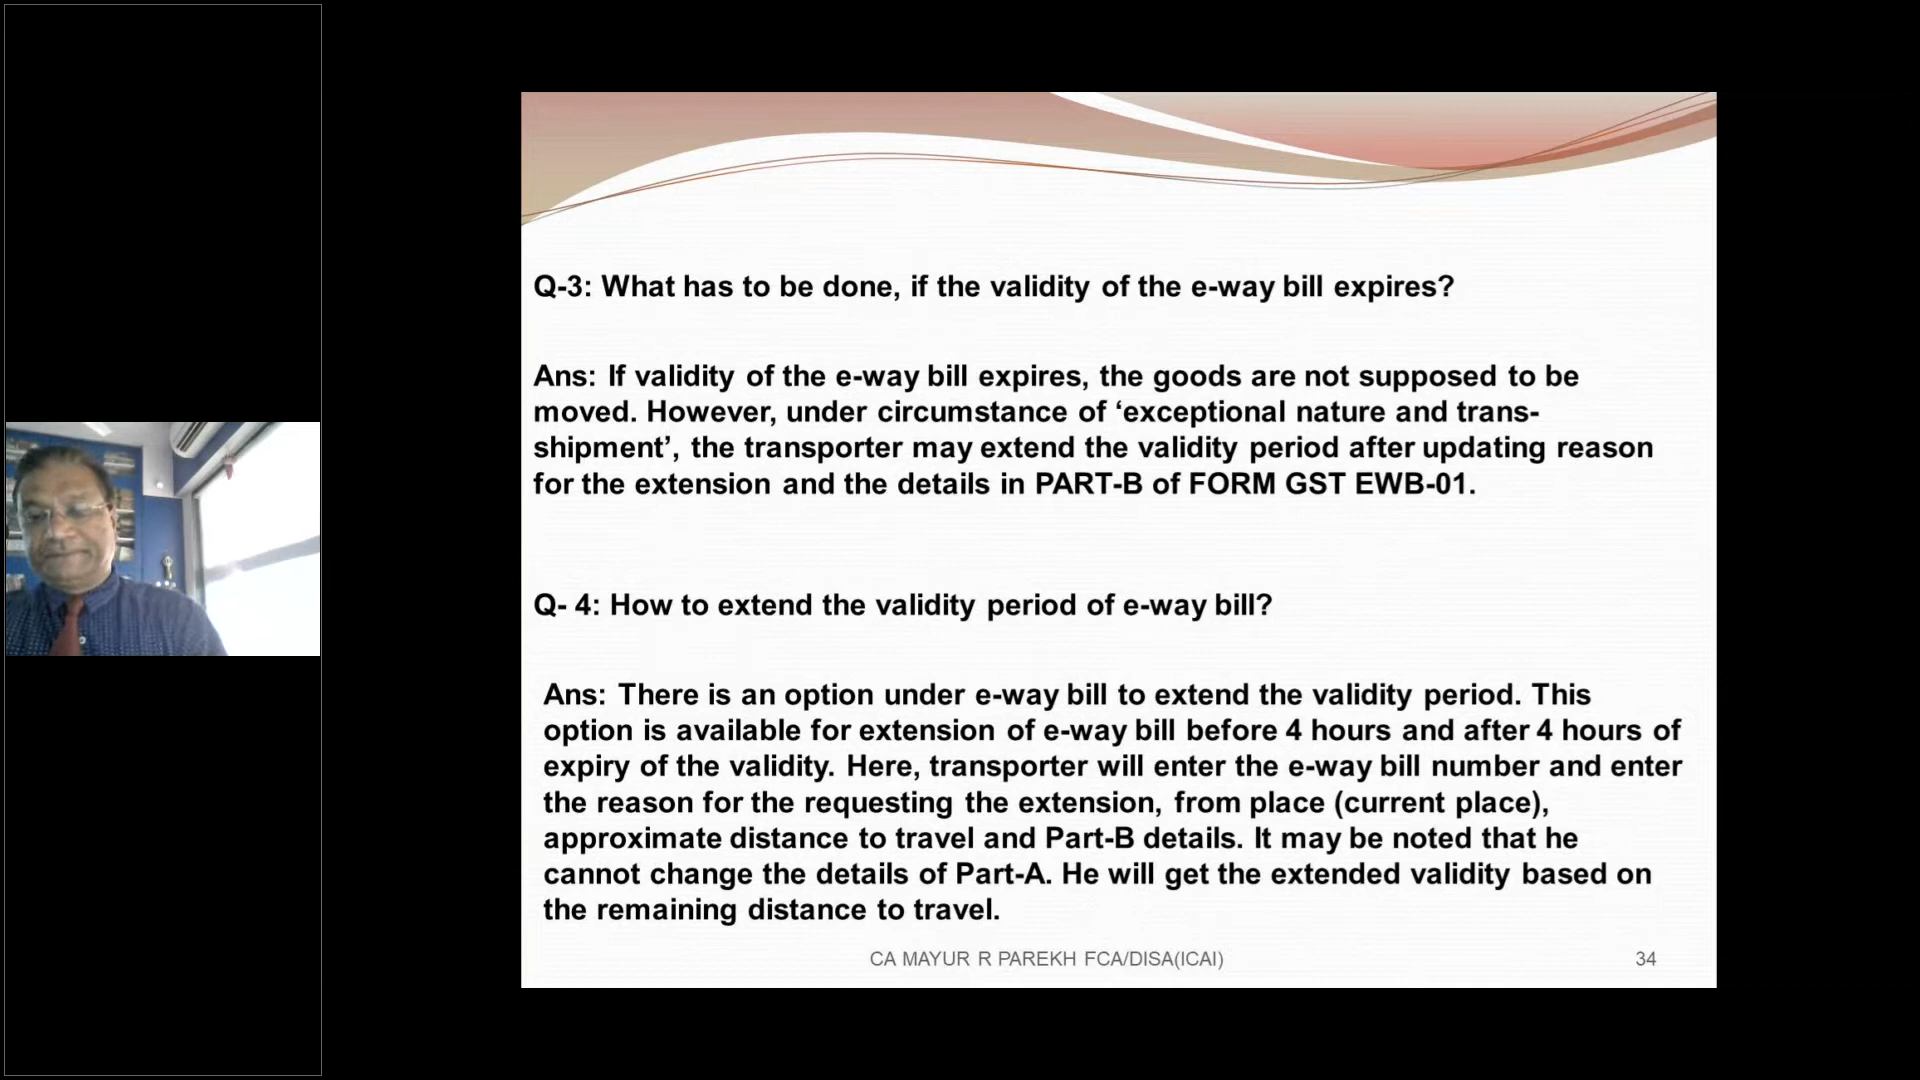 Q-3: What has to be done, if the validity of the e-way bill expires?
Ans: If validity of the e-way bill expires, the goods are not supposed to be
moved. However, under circumstance of ‘exceptional nature and trans-
shipment’, the transporter may extend the validity period after updating reason
for the extension and the details in PART-B of FORM GST EWB-01.
Q- 4: How to extend the validity period of e-way bill?
Ans: There is an option under e-way bill to extend the validity period. This
option is available for extension of e-way bill before 4 hours and after 4 hours of
expiry of the validity. Here, transporter will enter the e-way bill number and enter
the reason for the requesting the extension, from place (current place),
approximate distance to travel and Part-B details. It may be noted that he
cannot change the details of Part-A. He will get the extended validity based on
the remaining distance to travel.
CA MAYUR R PAREKH FCA/DISA(ICAI)
34